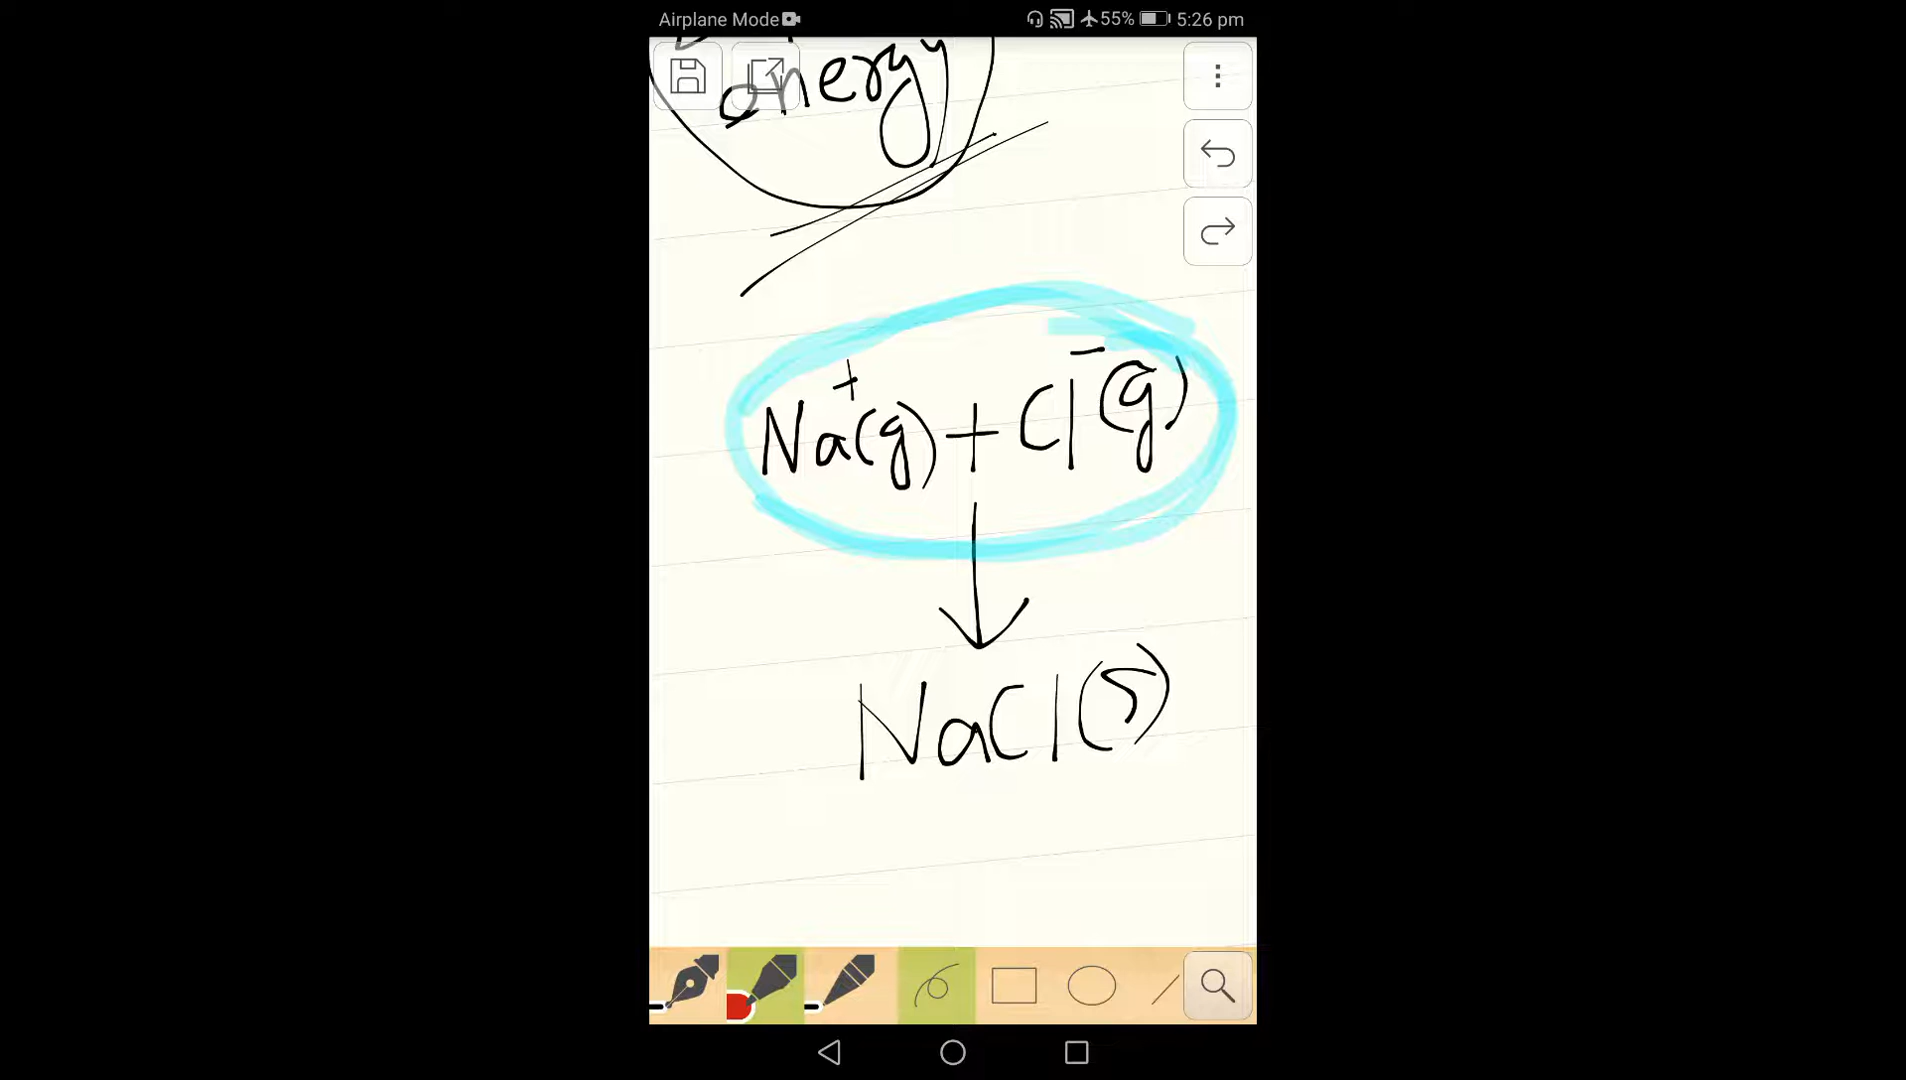 Airplane Mode 55% 5:26 pm
energy
Na⁺(g) + Cl⁻(g)
↓
NaCl(s)